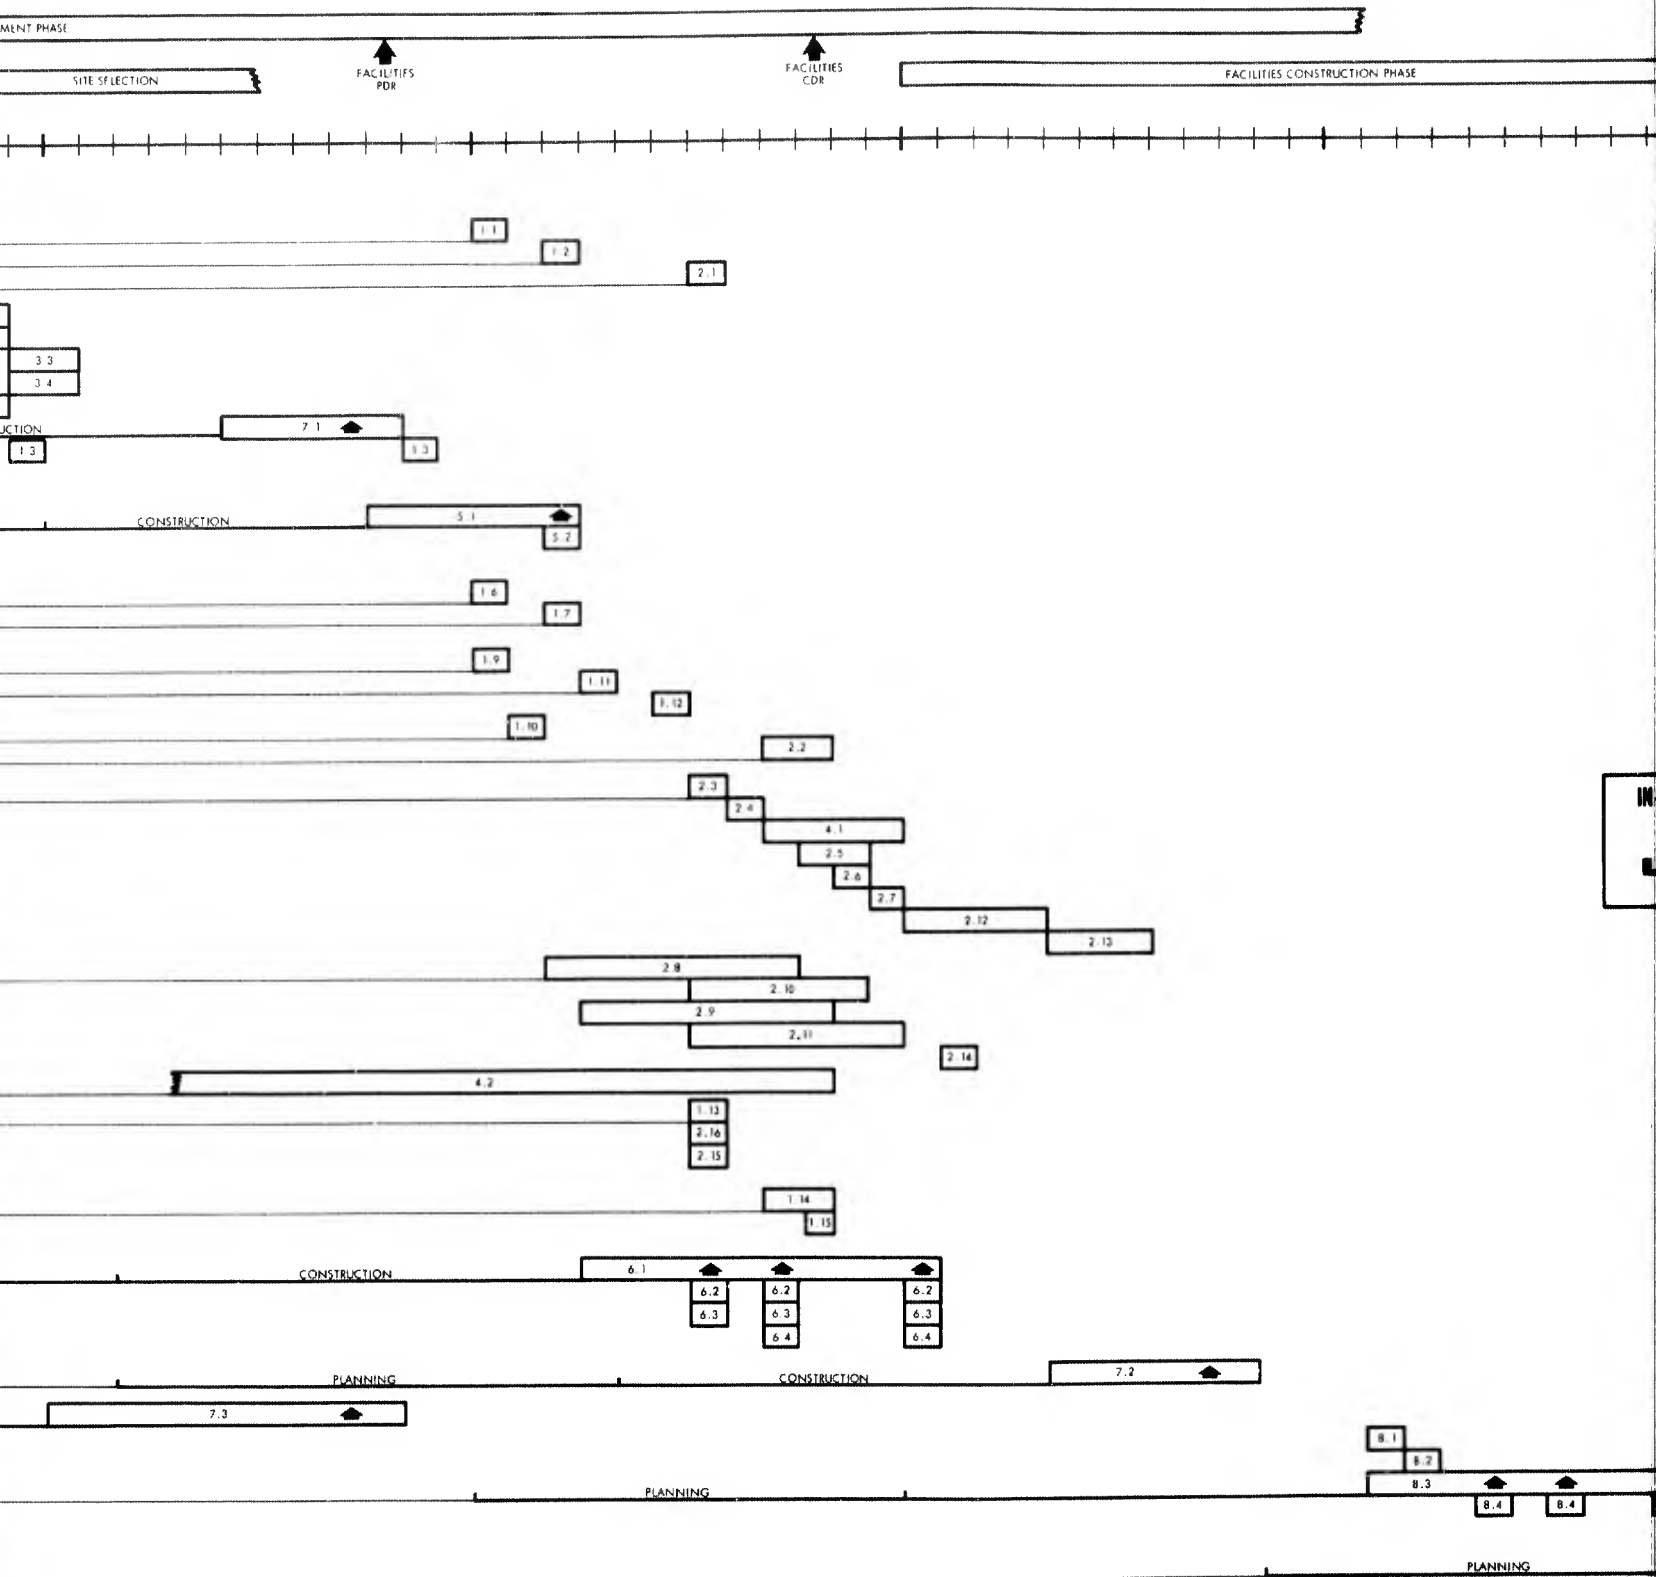 MENT PHASE
FACILITIES
PDR
FACILITIES
CDR
SITE SELECTION
FACILITIES CONSTRUCTION PHASE
1.1
1.2
2.1
3.3
3.4
UCTION
7.1
1.3
1.3
CONSTRUCTION
5.1
5.2
1.6
1.7
1.9
1.11
1.12
1.10
2.2
2.3
2.4
4.1
2.5
2.6
2.7
2.12
2.13
2.8
2.10
2.9
2.11
2.14
4.2
1.13
2.16
2.15
1.14
1.15
CONSTRUCTION
6.1
6.2 6.2 6.2
6.3 6.3 6.3
6.4 6.4
PLANNING
CONSTRUCTION
7.2
7.3
8.1
8.2
8.3
PLANNING
8.4 8.4
PLANNING